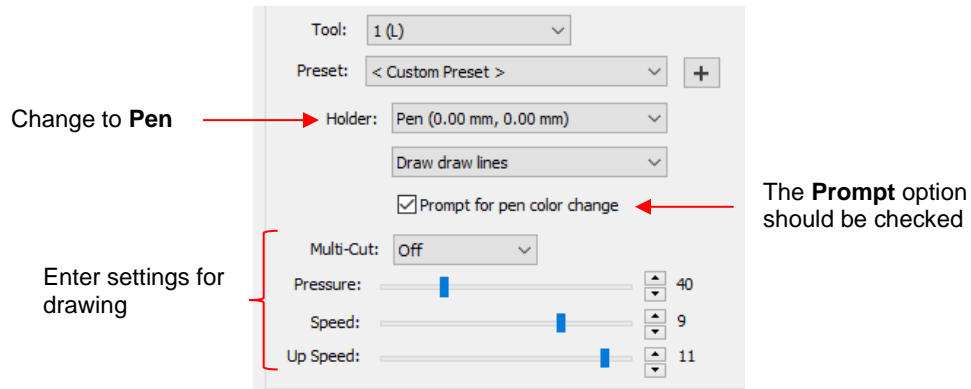 Tool: 1 (L)
Preset: < Custom Preset > +
Change to Pen
Holder: Pen (0.00 mm, 0.00 mm)
Draw draw lines
Prompt for pen color change
The Prompt option
should be checked
Multi-Cut: Off
Enter settings for
drawing
Pressure: 40
Speed: 9
Up Speed: 11